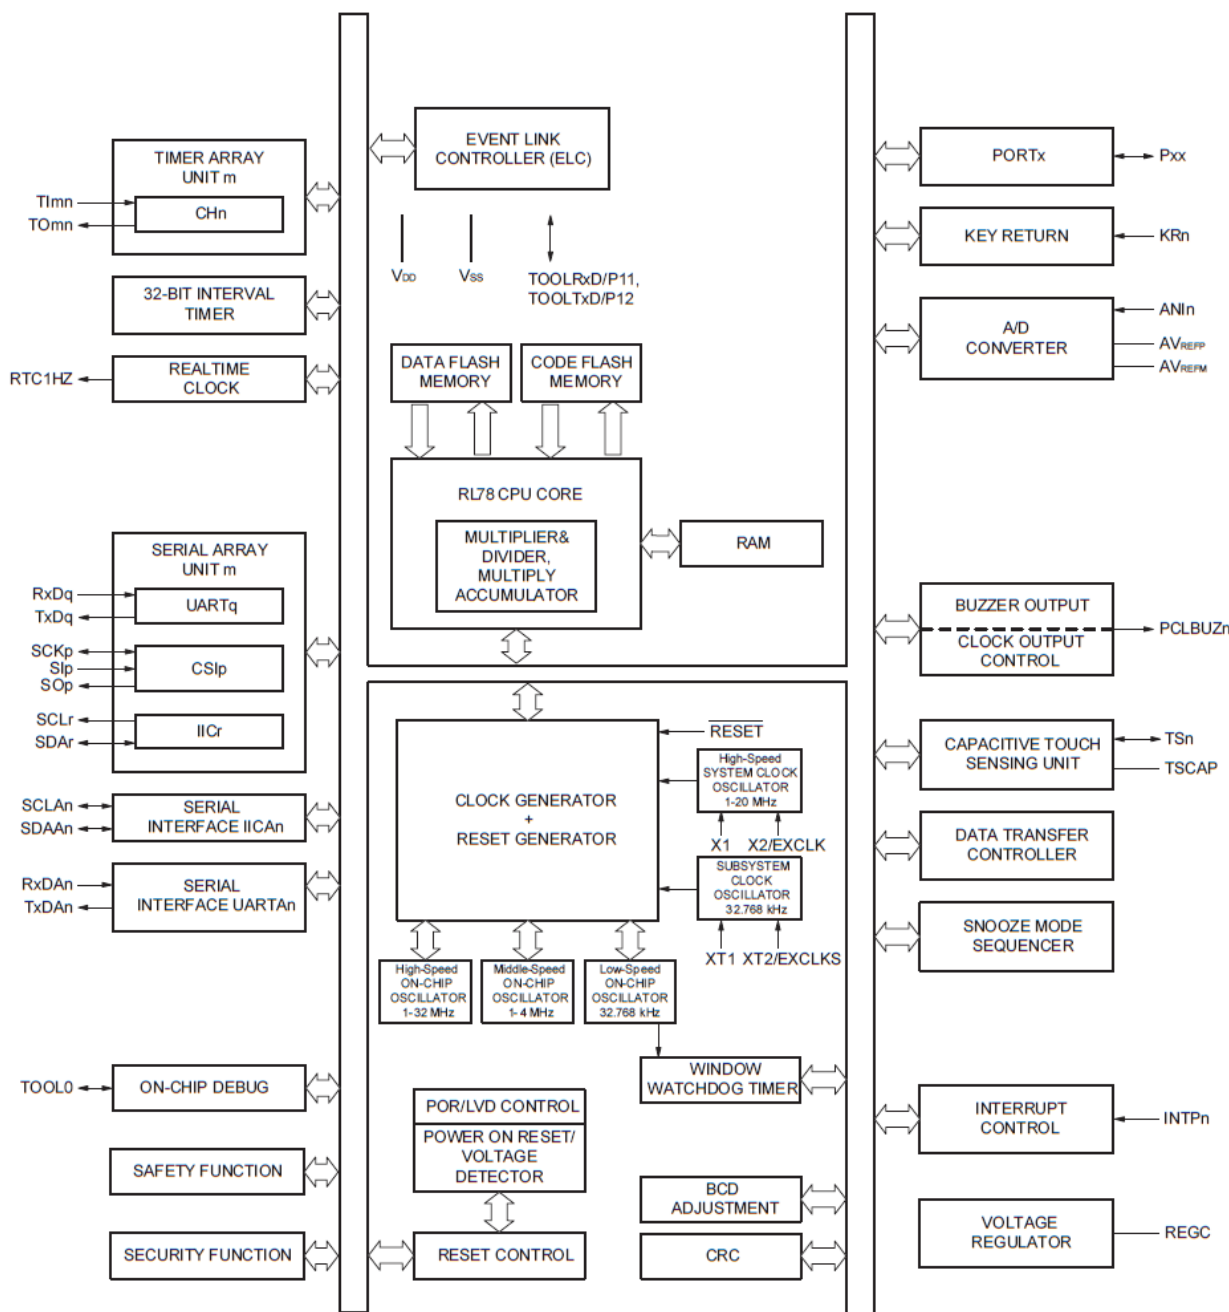 TIMER ARRAY
UNIT m
TImn
TOmn
CHn
32-BIT INTERVAL
TIMER
RTC1HZ
REALTIME
CLOCK
SERIAL ARRAY
UNIT m
RxDq
TxDq
UARTq
SCKp
SIp
SOp
CSIp
SCLr
SDAr
IICr
SCLAn
SDAAn
SERIAL
INTERFACE IICAn
RxDAn
TxDAn
SERIAL
INTERFACE UARTAn
TOOL0
ON-CHIP DEBUG
SAFETY FUNCTION
SECURITY FUNCTION
EVENT LINK
CONTROLLER (ELC)
VDD
VSS
TOOLRxD/P11,
TOOLTxD/P12
DATA FLASH
MEMORY
CODE FLASH
MEMORY
RL78 CPU CORE
MULTIPLIER&
DIVIDER,
MULTIPLY
ACCUMULATOR
RAM
CLOCK GENERATOR
+
RESET GENERATOR
RESET
High-Speed
SYSTEM CLOCK
OSCILLATOR
1-20 MHz
X1 X2/EXCLK
SUBSYSTEM
CLOCK
OSCILLATOR
32.768 kHz
XT1 XT2/EXCLKS
High-Speed
ON-CHIP
OSCILLATOR
1-32 MHz
Middle-Speed
ON-CHIP
OSCILLATOR
1-4 MHz
Low-Speed
ON-CHIP
OSCILLATOR
32.768 kHz
WINDOW
WATCHDOG TIMER
POR/LVD CONTROL
POWER ON RESET/
VOLTAGE
DETECTOR
RESET CONTROL
BCD
ADJUSTMENT
CRC
PORTx
Pxx
KEY RETURN
KRn
A/D
CONVERTER
ANIn
AVREFP
AVREFM
BUZZER OUTPUT
CLOCK OUTPUT
CONTROL
PCLBUZn
CAPACITIVE TOUCH
SENSING UNIT
TSn
TSCAP
DATA TRANSFER
CONTROLLER
SNOOZE MODE
SEQUENCER
INTERRUPT
CONTROL
INTPn
VOLTAGE
REGULATOR
REGC